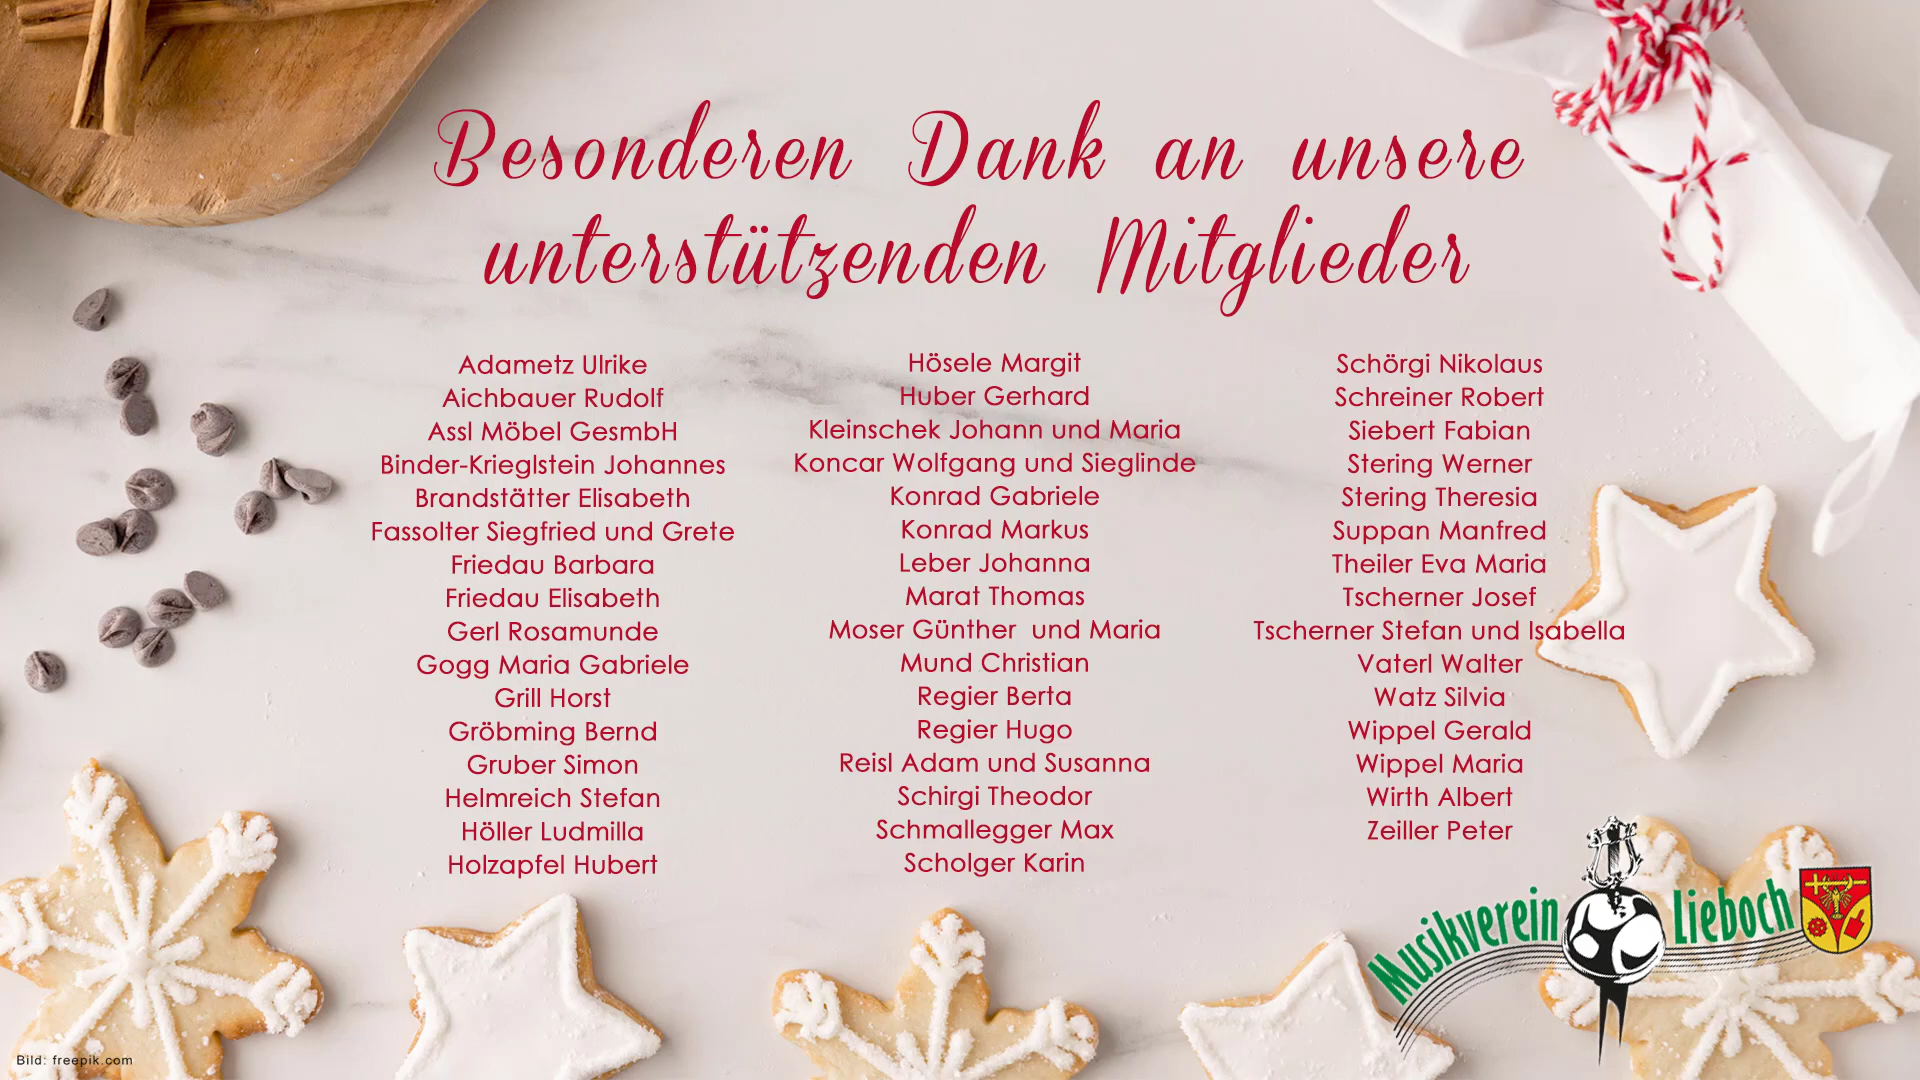 Besonderen Dank an unsere
unterstützenden Mitglieder
Adametz Ulrike
Aichbauer Rudolf
Assl Möbel GesmbH
Binder-Krieglstein Johannes
Brandstätter Elisabeth
Fassolter Siegfried und Grete
Friedau Barbara
Friedau Elisabeth
Gerl Rosamunde
Gogg Maria Gabriele
Grill Horst
Gröbming Bernd
Gruber Simon
Helmreich Stefan
Höller Ludmilla
Holzapfel Hubert
Hösele Margit
Huber Gerhard
Kleinschek Johann und Maria
Koncar Wolfgang und Sieglinde
Konrad Gabriele
Konrad Markus
Leber Johanna
Marat Thomas
Moser Günther  und Maria
Mund Christian
Regier Berta
Regier Hugo
Reisl Adam und Susanna
Schirgi Theodor
Schmallegger Max
Scholger Karin
Schörgi Nikolaus
Schreiner Robert
Siebert Fabian
Stering Werner
Stering Theresia
Suppan Manfred
Theiler Eva Maria
Tscherner Josef
Tscherner Stefan und Isabella
Vaterl Walter
Watz Silvia
Wippel Gerald
Wippel Maria
Wirth Albert
Zeiller Peter
Musikverein Lieboch
Bild: freepik.com